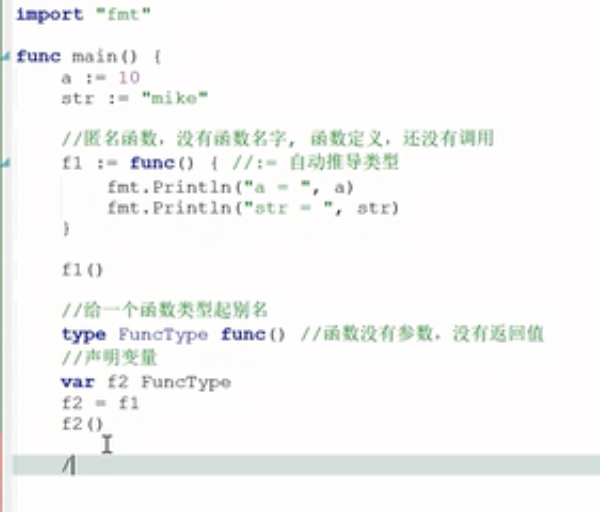 import "fmt"
func main() {
a := 10
str := "mike"
//匿名函数，没有函数名字, 函数定义，还没有调用
f1 := func() { //:= 自动推导类型
fmt.Println("a = ", a)
fmt.Println("str = ", str)
}
f1()
//给一个函数类型起别名
type FuncType func() //函数没有参数，没有返回值
//声明变量
var f2 FuncType
f2 = f1
f2()
/